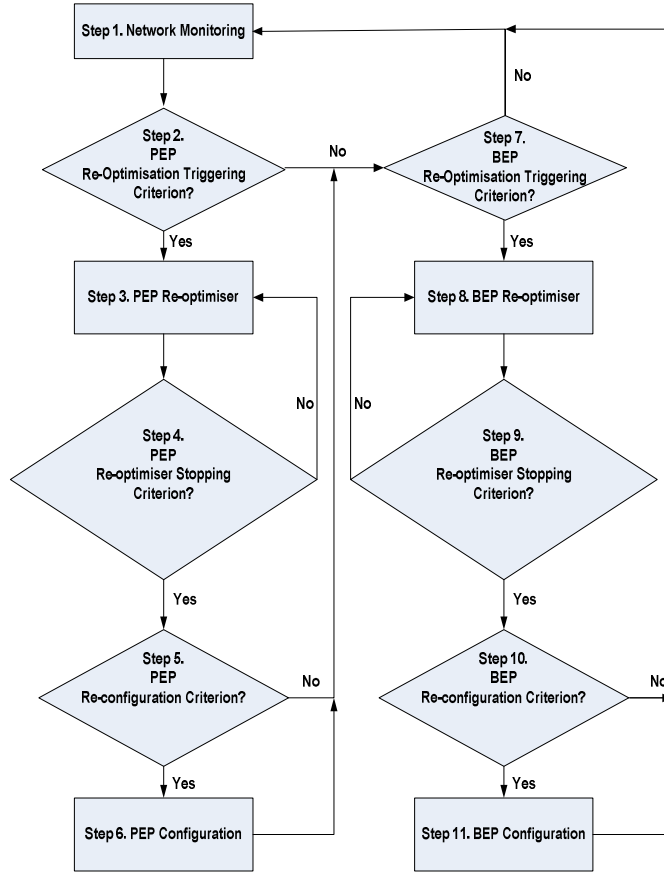 Step 1. Network Monitoring
Step 2.
PEP
Re-Optimisation Triggering
Criterion?
No
Yes
Step 3. PEP Re-optimiser
No
Step 4.
PEP
Re-optimiser Stopping
Criterion?
Yes
Step 5.
PEP
Re-configuration Criterion?
No
Yes
Step 6. PEP Configuration
No
Step 7.
BEP
Re-Optimisation Triggering
Criterion?
Yes
Step 8. BEP Re-optimiser
No
Step 9.
BEP
Re-optimiser Stopping
Criterion?
Yes
Step 10.
BEP
Re-configuration Criterion?
No
Yes
Step 11. BEP Configuration